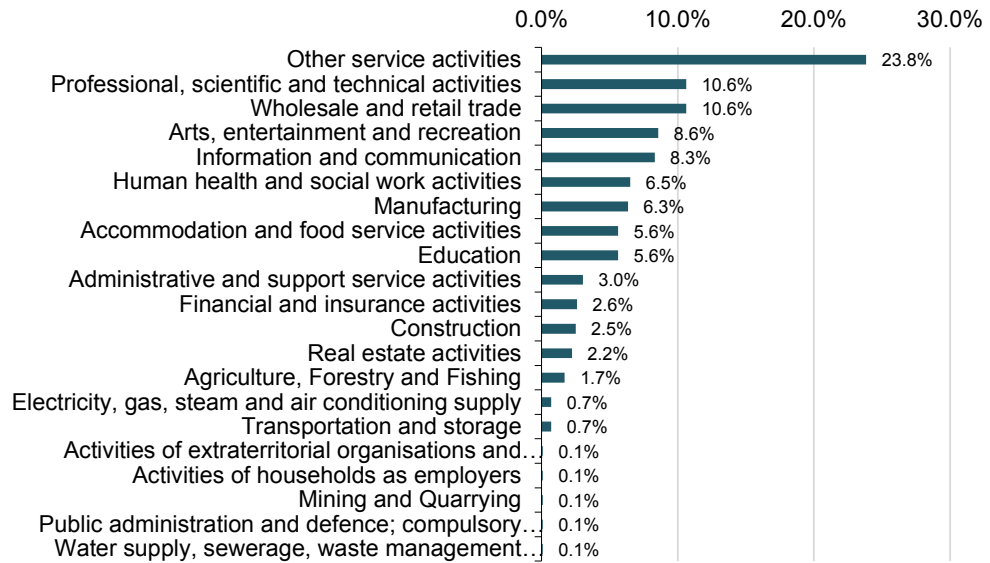 0.0% 10.0% 20.0% 30.0%
Other service activities 23.8%
Professional, scientific and technical activities 10.6%
Wholesale and retail trade 10.6%
Arts, entertainment and recreation 8.6%
Information and communication 8.3%
Human health and social work activities 6.5%
Manufacturing 6.3%
Accommodation and food service activities 5.6%
Education 5.6%
Administrative and support service activities 3.0%
Financial and insurance activities 2.6%
Construction 2.5%
Real estate activities 2.2%
Agriculture, Forestry and Fishing 1.7%
Electricity, gas, steam and air conditioning supply 0.7%
Transportation and storage 0.7%
Activities of extraterritorial organisations and… 0.1%
Activities of households as employers 0.1%
Mining and Quarrying 0.1%
Public administration and defence; compulsory… 0.1%
Water supply, sewerage, waste management… 0.1%